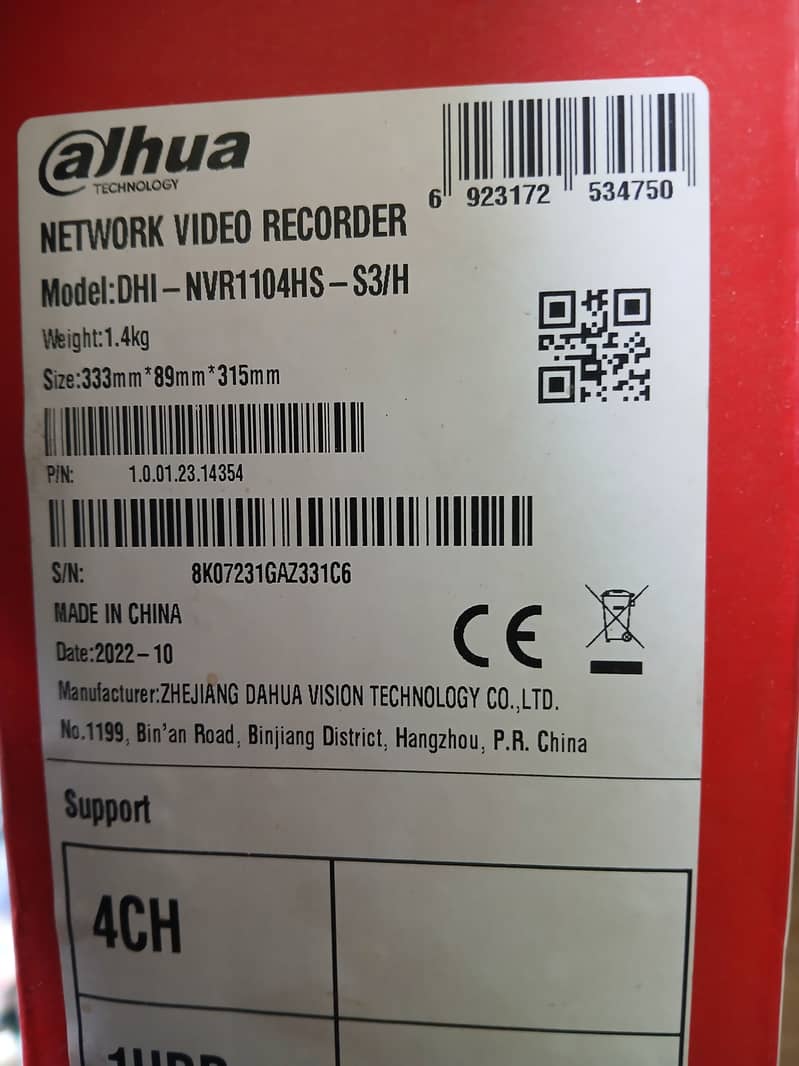 alhua
TECHNOLOGY
6 923172 534750
NETWORK VIDEO RECORDER
Model:DHI-NVR1104HS-S3/H
Weight:1.4kg
Size:333mm*89mm*315mm
P/N: 1.0.01.23.14354
S/N: 8K07231GAZ331C6
MADE IN CHINA
Date:2022-10
CE
Manufacturer:ZHEJIANG DAHUA VISION TECHNOLOGY CO.,LTD.
No.1199, Bin'an Road, Binjiang District, Hangzhou, P.R. China
Support
4CH
1HDD